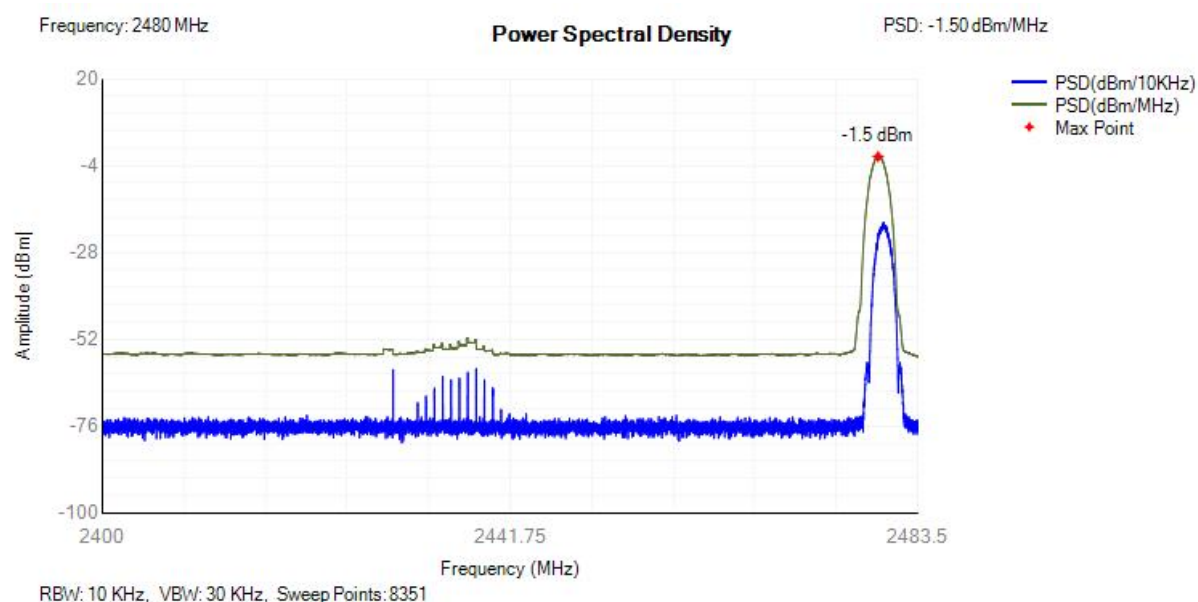 Frequency: 2480 MHz
Power Spectral Density
PSD: -1.50 dBm/MHz
PSD(dBm/10KHz)
PSD(dBm/MHz)
Max Point
-1.5 dBm
20
-4
-28
-52
-76
-100
Amplitude (dBm|
2400
2441.75
2483.5
Frequency (MHz)
RBW: 10 KHz, VBW: 30 KHz, Sweep Points: 8351